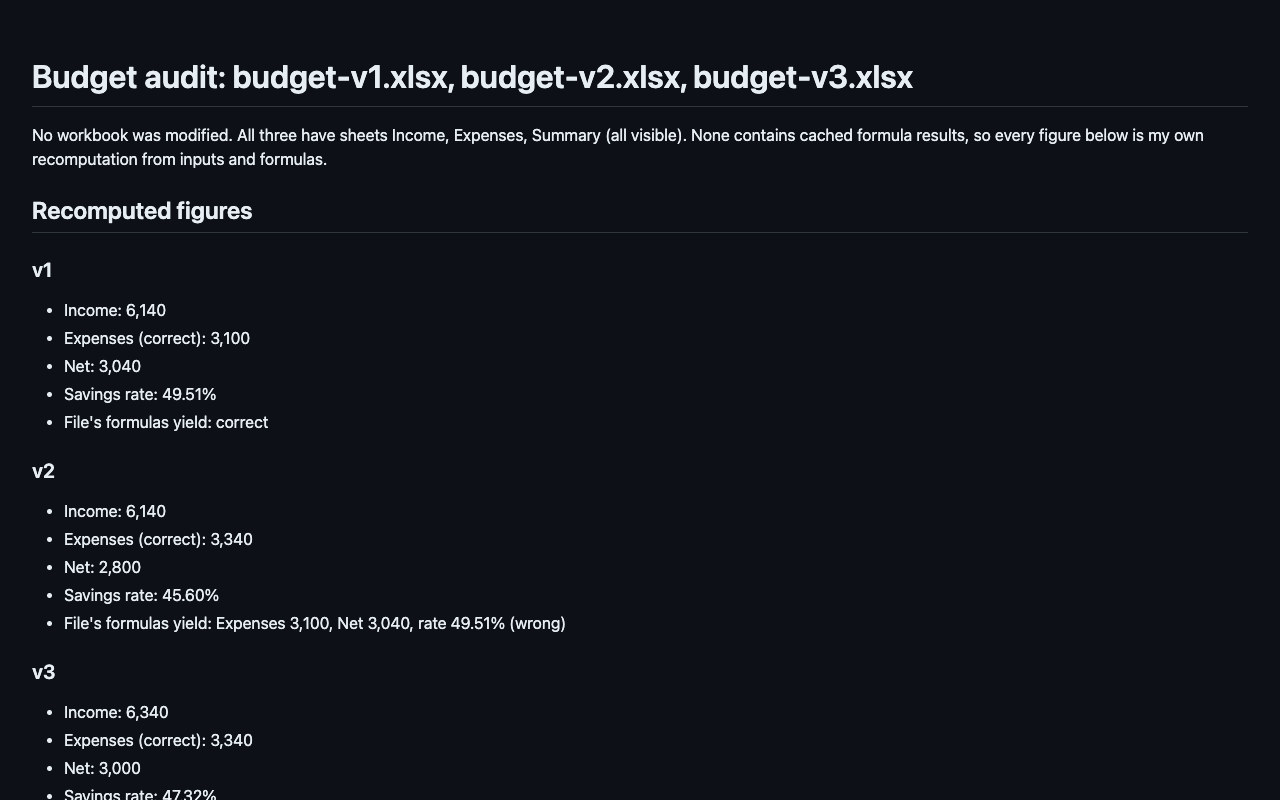 Budget audit: budget-v1.xlsx, budget-v2.xlsx, budget-v3.xlsx
No workbook was modified. All three have sheets Income, Expenses, Summary (all visible). None contains cached formula results, so every figure below is my own
recomputation from inputs and formulas.
Recomputed figures
v1
• Income: 6,140
• Expenses (correct): 3,100
• Net: 3,040
• Savings rate: 49.51%
• File's formulas yield: correct
v2
• Income: 6,140
• Expenses (correct): 3,340
• Net: 2,800
• Savings rate: 45.60%
• File's formulas yield: Expenses 3,100, Net 3,040, rate 49.51% (wrong)
v3
• Income: 6,340
• Expenses (correct): 3,340
• Net: 3,000
• Savings rate: 47.32%